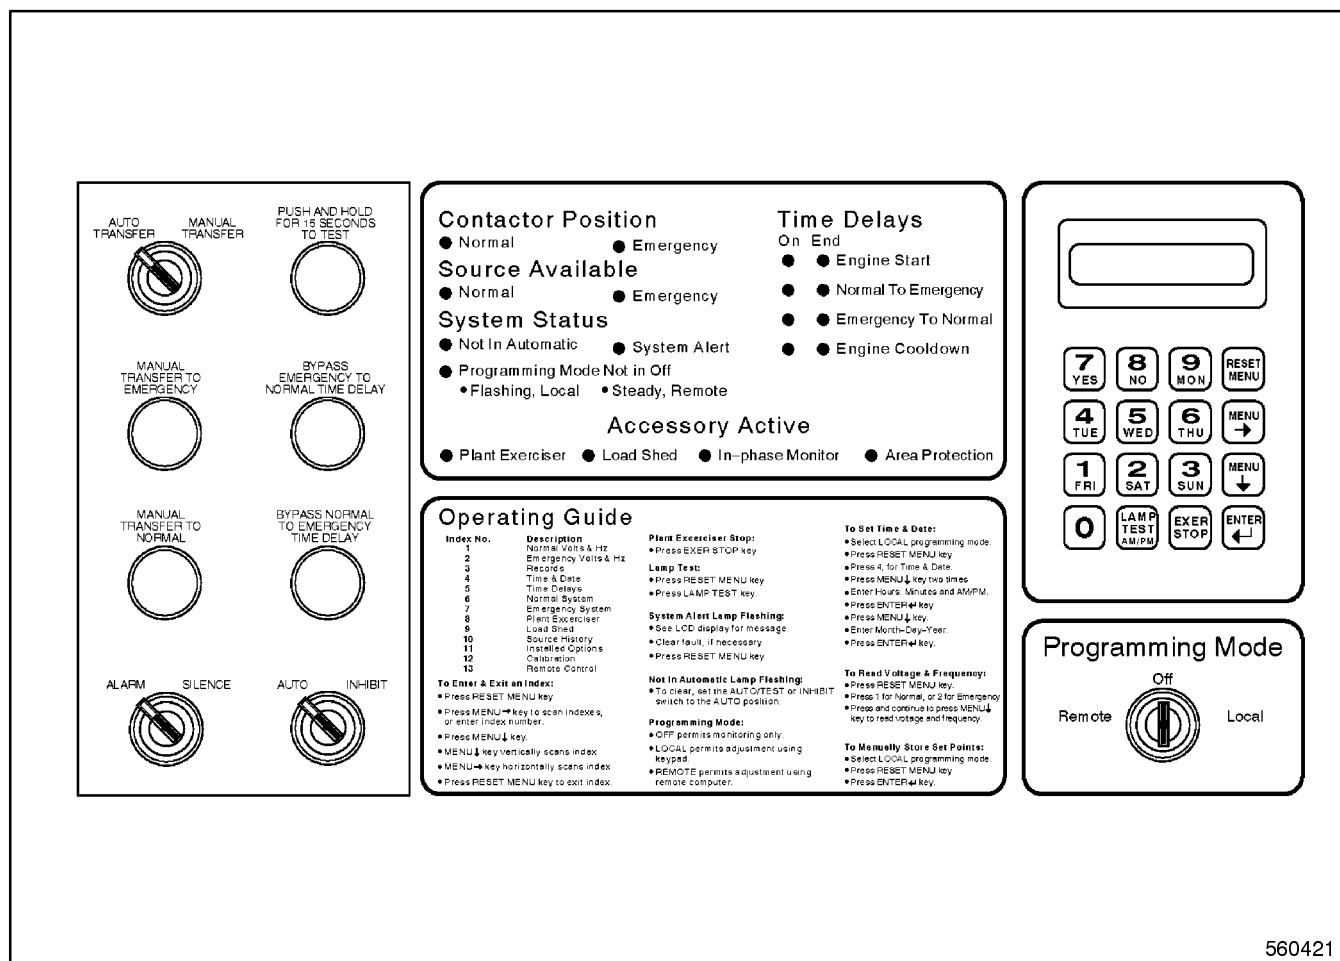 AUTO
TRANSFER
MANUAL
TRANSFER
PUSH AND HOLD
FOR 15 SECONDS
TO TEST
MANUAL
TRANSFER TO
EMERGENCY
BYPASS
EMERGENCY TO
NORMAL TIME DELAY
MANUAL
TRANSFER TO
NORMAL
BYPASS NORMAL
TO EMERGENCY
TIME DELAY
ALARM SILENCE
AUTO INHIBIT
Contactor Position
● Normal ● Emergency
Source Available
● Normal ● Emergency
System Status
● Not In Automatic ● System Alert
● Programming Mode Not in Off
• Flashing, Local • Steady, Remote
Time Delays
On End
● ● Engine Start
● ● Normal To Emergency
● ● Emergency To Normal
● ● Engine Cooldown
Accessory Active
● Plant Exerciser ● Load Shed ● In–phase Monitor ● Area Protection
Operating Guide
Index No. Description
1 Normal Volts & Hz
2 Emergency Volts & Hz
3 Records
4 Time & Date
5 Time Delays
6 Normal System
7 Emergency System
8 Plant Excerciser
9 Load Shed
10 Source History
11 Installed Options
12 Calibration
13 Remote Control
To Enter & Exit an Index:
• Press RESET MENU key
• Press MENU→ key to scan indexes,
or enter index number.
• Press MENU↓ key.
• MENU↓ key vertically scans index
• MENU→ key horizontally scans index
• Press RESET MENU key to exit index.
Plant Excerciser Stop:
• Press EXER STOP key
Lamp Test:
• Press RESET MENU key
• Press LAMP TEST key.
System Alert Lamp Flashing:
• See LCD display for message.
• Clear fault, if necessary
• Press RESET MENU key
Not In Automatic Lamp Flashing:
• To clear, set the AUTO/TEST or INHIBIT
switch to the AUTO position.
Programming Mode:
• OFF permits monitoring only.
• LOCAL permits adjustment using
keypad.
• REMOTE permits adjustment using
remote computer.
To Set Time & Date:
• Select LOCAL programming mode.
• Press RESET MENU key
• Press 4, for Time & Date.
• Press MENU↓ key two times
• Enter Hours: Minutes and AM/PM.
• Press ENTER↵ key
• Press MENU↓ key.
• Enter Month–Day–Year.
• Press ENTER↵ key.
To Read Voltage & Frequency:
• Press RESET MENU key.
• Press 1 for Normal, or 2 for Emergency
• Press and continue to press MENU↓
key to read voltage and frequency.
To Manually Store Set Points:
• Select LOCAL programming mode.
• Press RESET MENU key
• Press ENTER↵ key.
7 YES
8 NO
9 MON
RESET MENU
4 TUE
5 WED
6 THU
MENU →
1 FRI
2 SAT
3 SUN
MENU ↓
0
LAMP TEST AM/PM
EXER STOP
ENTER ↵
Programming Mode
Off
Remote Local
560421